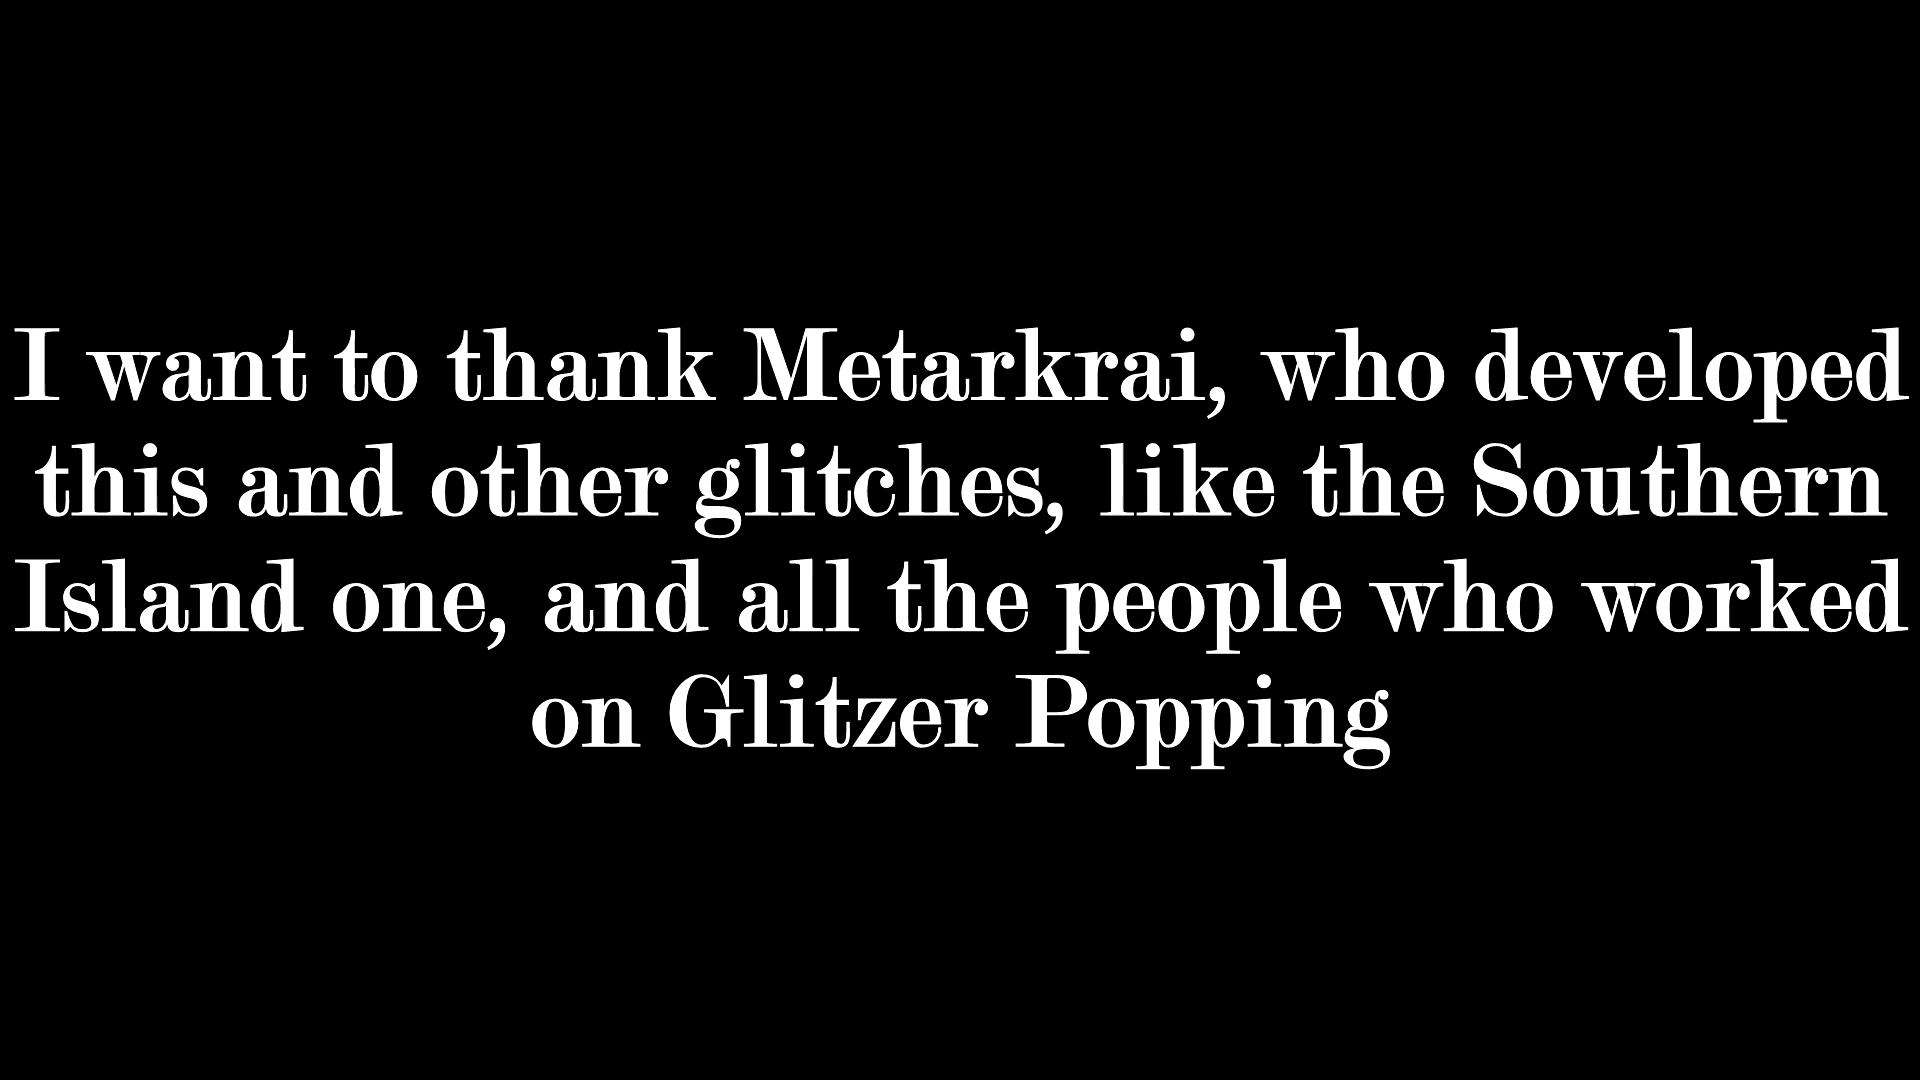 I want to thank Metarkrai, who developed
this and other glitches, like the Southern
Island one, and all the people who worked
on Glitzer Popping